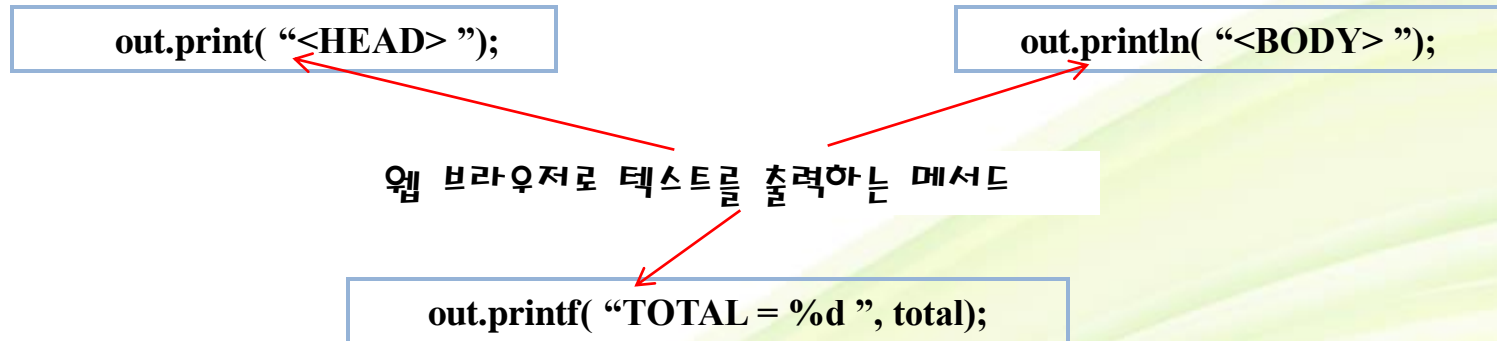 out.print( “<HEAD> ”);
out.println( “<BODY> ”);
웹 브라우저로 텍스트를 출력하는 메서드
out.printf( “TOTAL = %d ”, total);